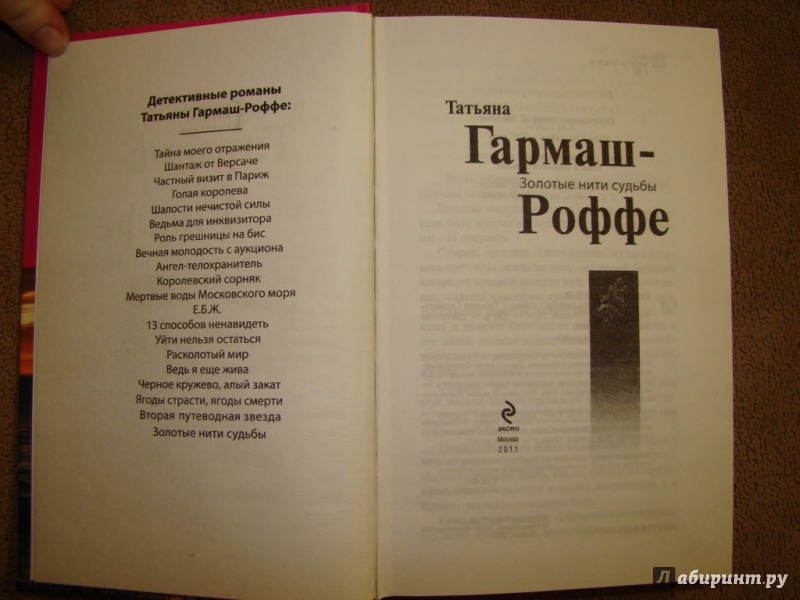 Детективные романы
Татьяны Гармаш-Роффе:
Тайна моего отражения
Шантаж от Версаче
Частный визит в Париж
Голая королева
Шалости нечистой силы
Ведьма для инквизитора
Роль грешницы на бис
Вечная молодость с аукциона
Ангел-телохранитель
Королевский сорняк
Мертвые воды Московского моря
Е.Б.Ж.
13 способов ненавидеть
Уйти нельзя остаться
Расколотый мир
Ведь я еще жива
Черное кружево, алый закат
Ягоды страсти, ягоды смерти
Вторая путеводная звезда
Золотые нити судьбы
Татьяна
Гармаш-
Золотые нити судьбы
Роффе
эксмо
Москва
2011
Лабиринт.ру